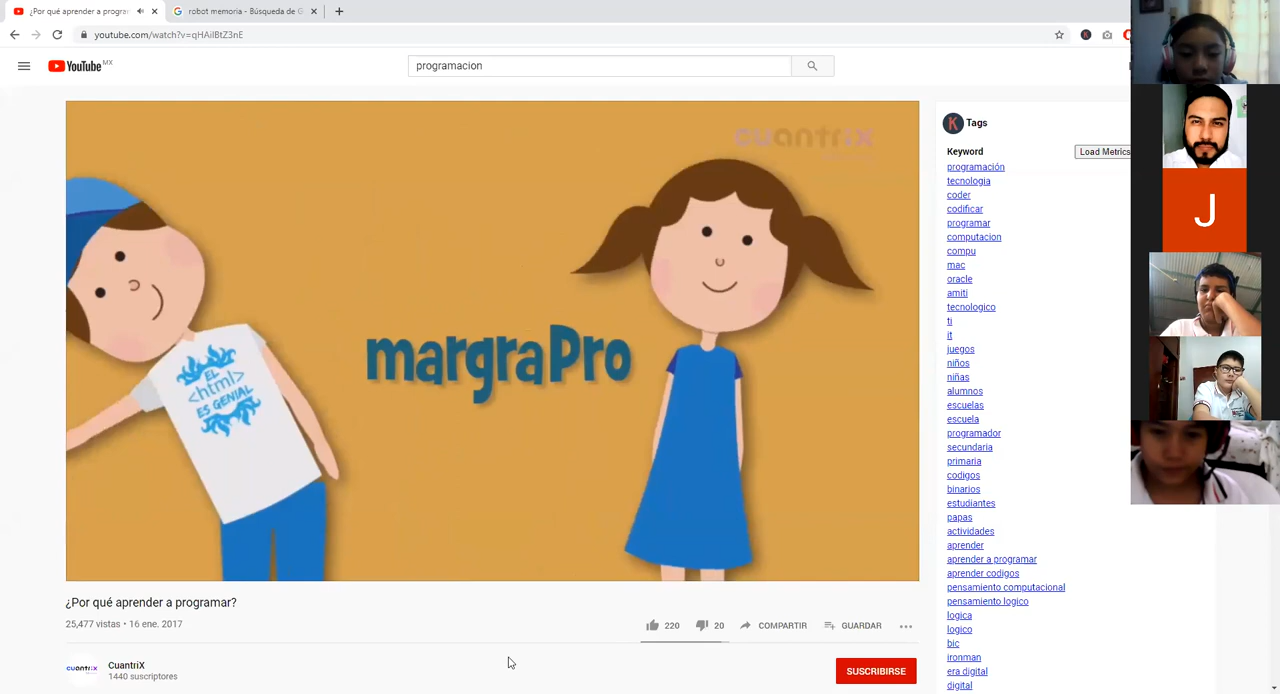 ¿Por qué aprender a program
robot memoria - Búsqueda de G
youtube.com/watch?v=qHAiIBtZ3nE
YouTube MX
programacion
cuantrix
margraPro
EL
<html>
ES GENIAL
¿Por qué aprender a programar?
25,477 vistas • 16 ene. 2017
220
20
COMPARTIR
GUARDAR
cuantrix
CuantriX
1440 suscriptores
SUSCRIBIRSE
K
Tags
Keyword
Load Metrics
programación
tecnologia
coder
codificar
programar
computacion
compu
mac
oracle
amiti
tecnologico
ti
it
juegos
niños
niñas
alumnos
escuelas
escuela
programador
secundaria
primaria
codigos
binarios
estudiantes
papas
actividades
aprender
aprender a programar
aprender codigos
pensamiento computacional
pensamiento logico
logica
logico
bic
ironman
era digital
digital
J